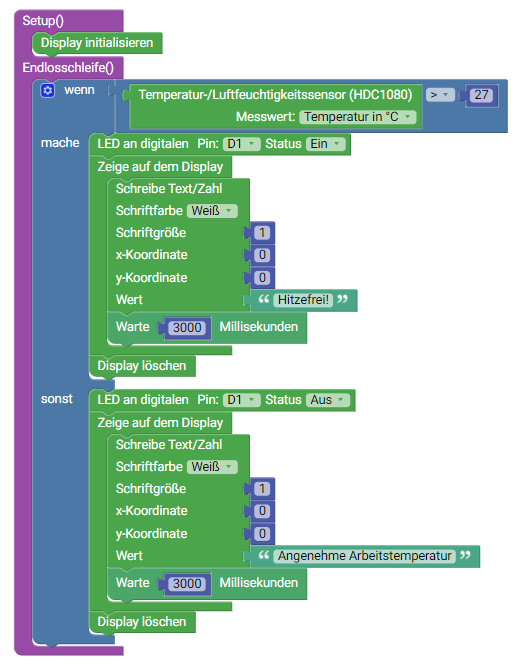 Setup()
Display initialisieren
Endlosschleife()
wenn Temperatur-/Luftfeuchtigkeitssensor (HDC1080) > 27
Messwert: Temperatur in °C
mache LED an digitalen Pin: D1 Status Ein
Zeige auf dem Display
Schreibe Text/Zahl
Schriftfarbe Weiß
Schriftgröße 1
x-Koordinate 0
y-Koordinate 0
Wert “ Hitzefrei! ”
Warte 3000 Millisekunden
Display löschen
sonst LED an digitalen Pin: D1 Status Aus
Zeige auf dem Display
Schreibe Text/Zahl
Schriftfarbe Weiß
Schriftgröße 1
x-Koordinate 0
y-Koordinate 0
Wert “ Angenehme Arbeitstemperatur ”
Warte 3000 Millisekunden
Display löschen